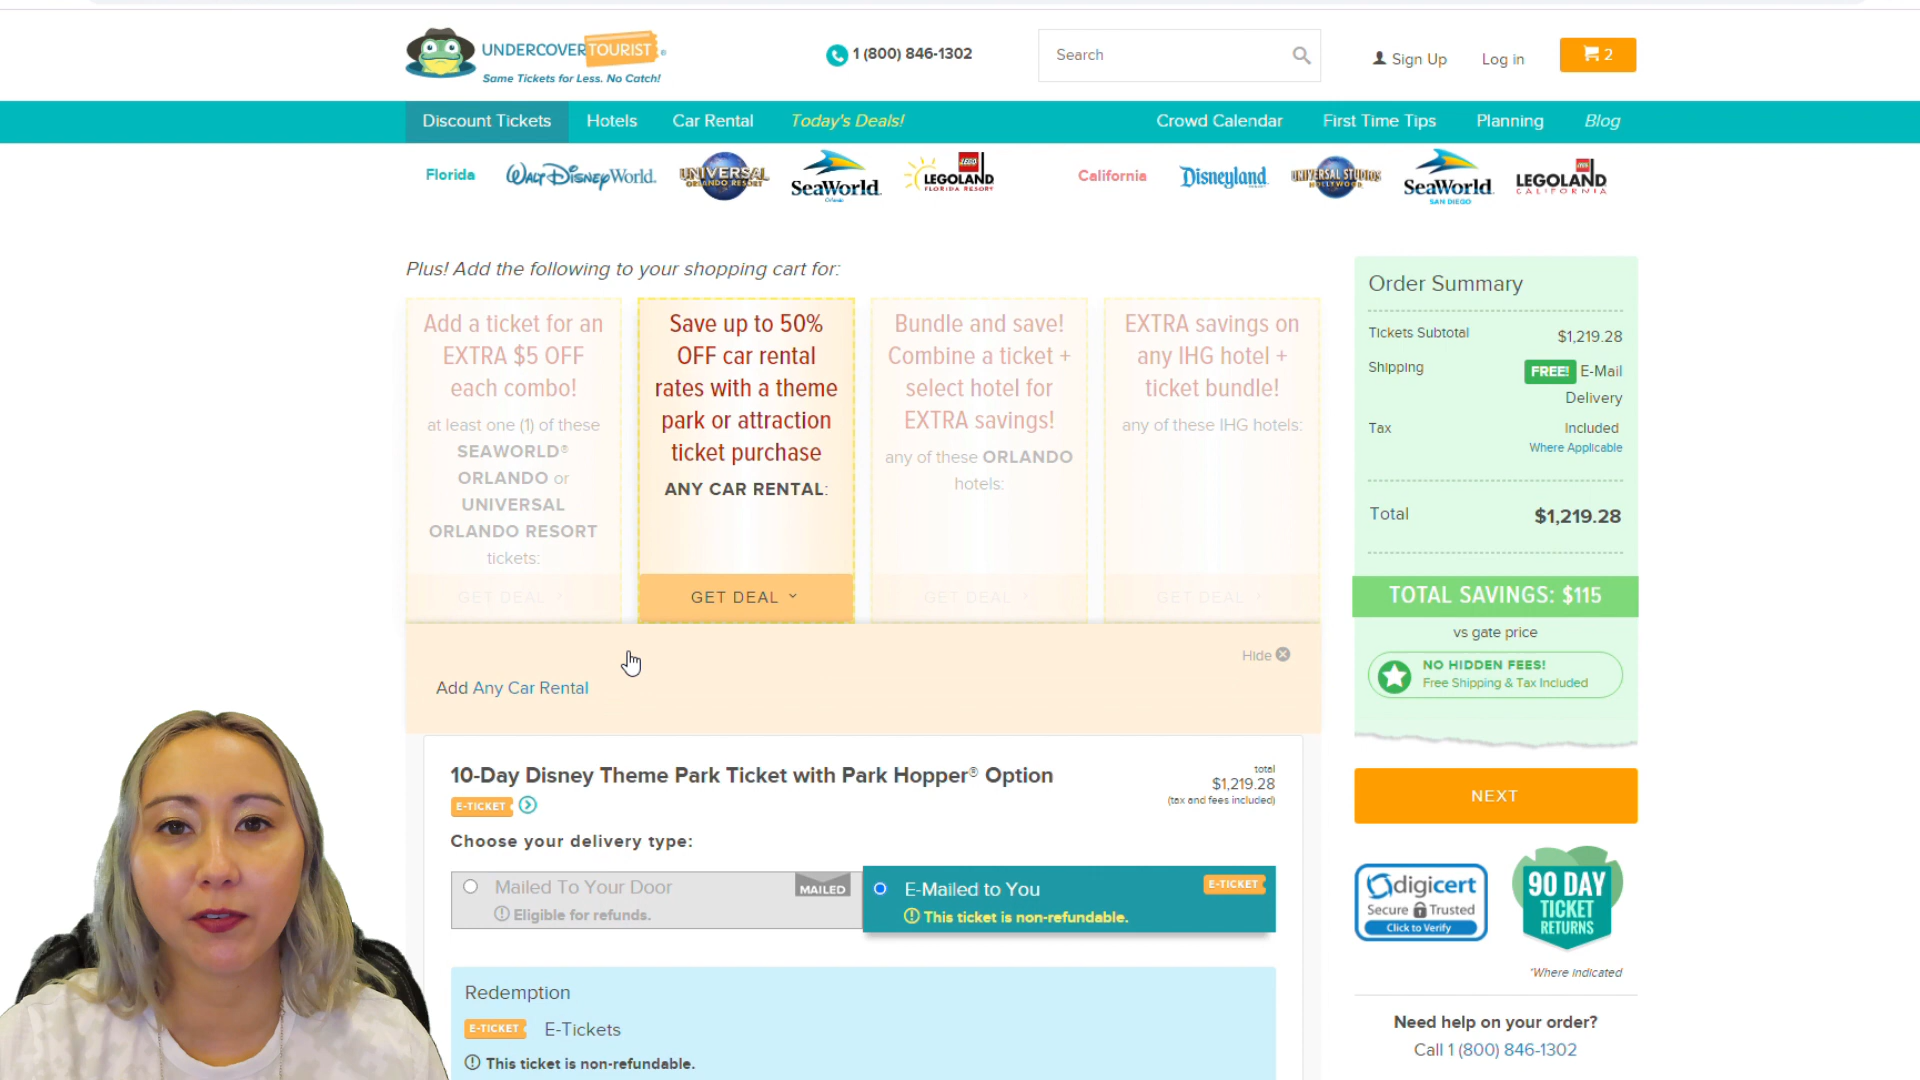 UNDERCOVER TOURIST®
Same Tickets for Less. No Catch!
1 (800) 846-1302
Search
Sign Up
Log in
2
Discount Tickets
Hotels
Car Rental
Today's Deals!
Crowd Calendar
First Time Tips
Planning
Blog
Florida
WALT DISNEY World.
UNIVERSAL
ORLANDO RESORT
SeaWorld
Orlando
LEGO
LEGOLAND
FLORIDA RESORT
California
Disneyland
UNIVERSAL STUDIOS
HOLLYWOOD
SeaWorld
SAN DIEGO
LEGO
LEGOLAND
CALIFORNIA
Plus! Add the following to your shopping cart for:
Add a ticket for an
EXTRA $5 OFF
each combo!
at least one (1) of these
SEAWORLD®
ORLANDO or
UNIVERSAL
ORLANDO RESORT
tickets:
GET DEAL
Save up to 50%
OFF car rental
rates with a theme
park or attraction
ticket purchase
ANY CAR RENTAL:
GET DEAL
Bundle and save!
Combine a ticket +
select hotel for
EXTRA savings!
any of these ORLANDO
hotels:
GET DEAL
EXTRA savings on
any IHG hotel +
ticket bundle!
any of these IHG hotels:
GET DEAL
Hide
Add Any Car Rental
10-Day Disney Theme Park Ticket with Park Hopper® Option
E-TICKET
total
$1,219.28
(tax and fees included)
Choose your delivery type:
Mailed To Your Door
MAILED
Eligible for refunds.
E-Mailed to You
E-TICKET
This ticket is non-refundable.
Redemption
E-TICKET E-Tickets
This ticket is non-refundable.
Order Summary
Tickets Subtotal
$1,219.28
Shipping
FREE! E-Mail
Delivery
Tax
Included
Where Applicable
Total
$1,219.28
TOTAL SAVINGS: $115
vs gate price
NO HIDDEN FEES!
Free Shipping & Tax Included
NEXT
digicert
Secure Trusted
Click to Verify
90 DAY
TICKET
RETURNS
*Where indicated
Need help on your order?
Call 1 (800) 846-1302